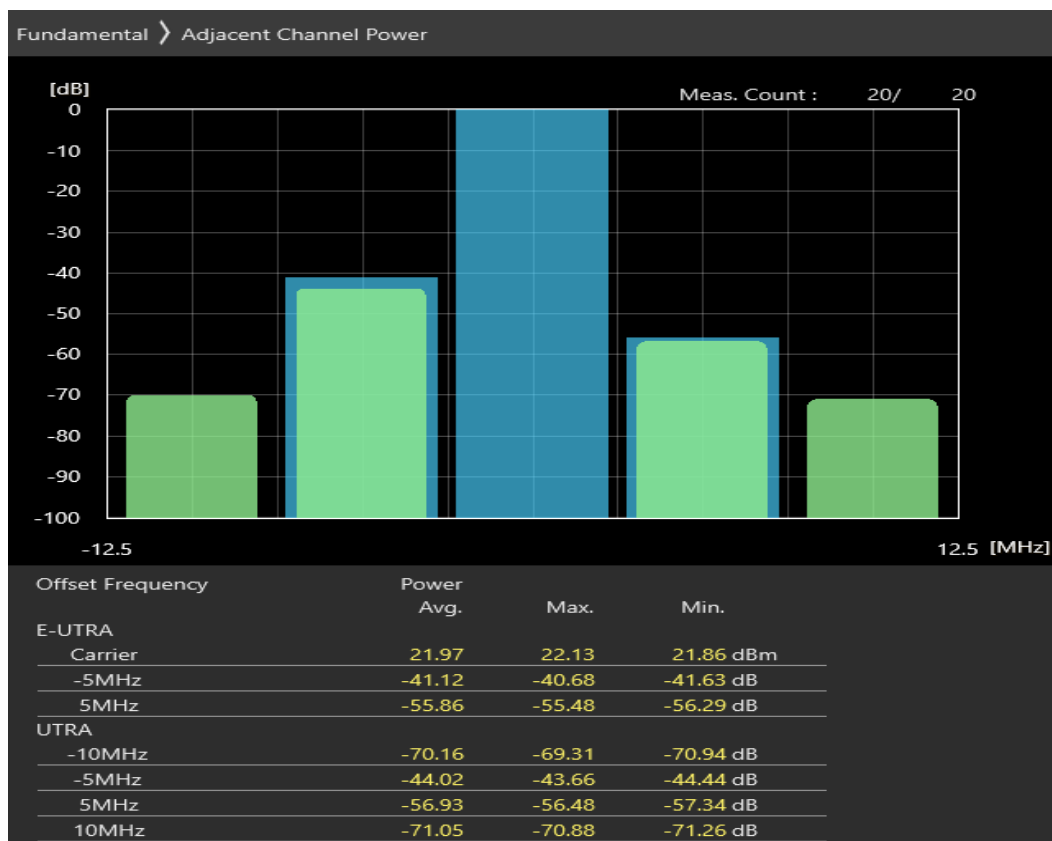 Fundamental 〉 Adjacent Channel Power
[dB]
Meas. Count : 20/ 20
0
-10
-20
-30
-40
-50
-60
-70
-80
-90
-100
-12.5 12.5 [MHz]
Offset Frequency Power
Avg. Max. Min.
E-UTRA
Carrier 21.97 22.13 21.86 dBm
-5MHz -41.12 -40.68 -41.63 dB
5MHz -55.86 -55.48 -56.29 dB
UTRA
-10MHz -70.16 -69.31 -70.94 dB
-5MHz -44.02 -43.66 -44.44 dB
5MHz -56.93 -56.48 -57.34 dB
10MHz -71.05 -70.88 -71.26 dB